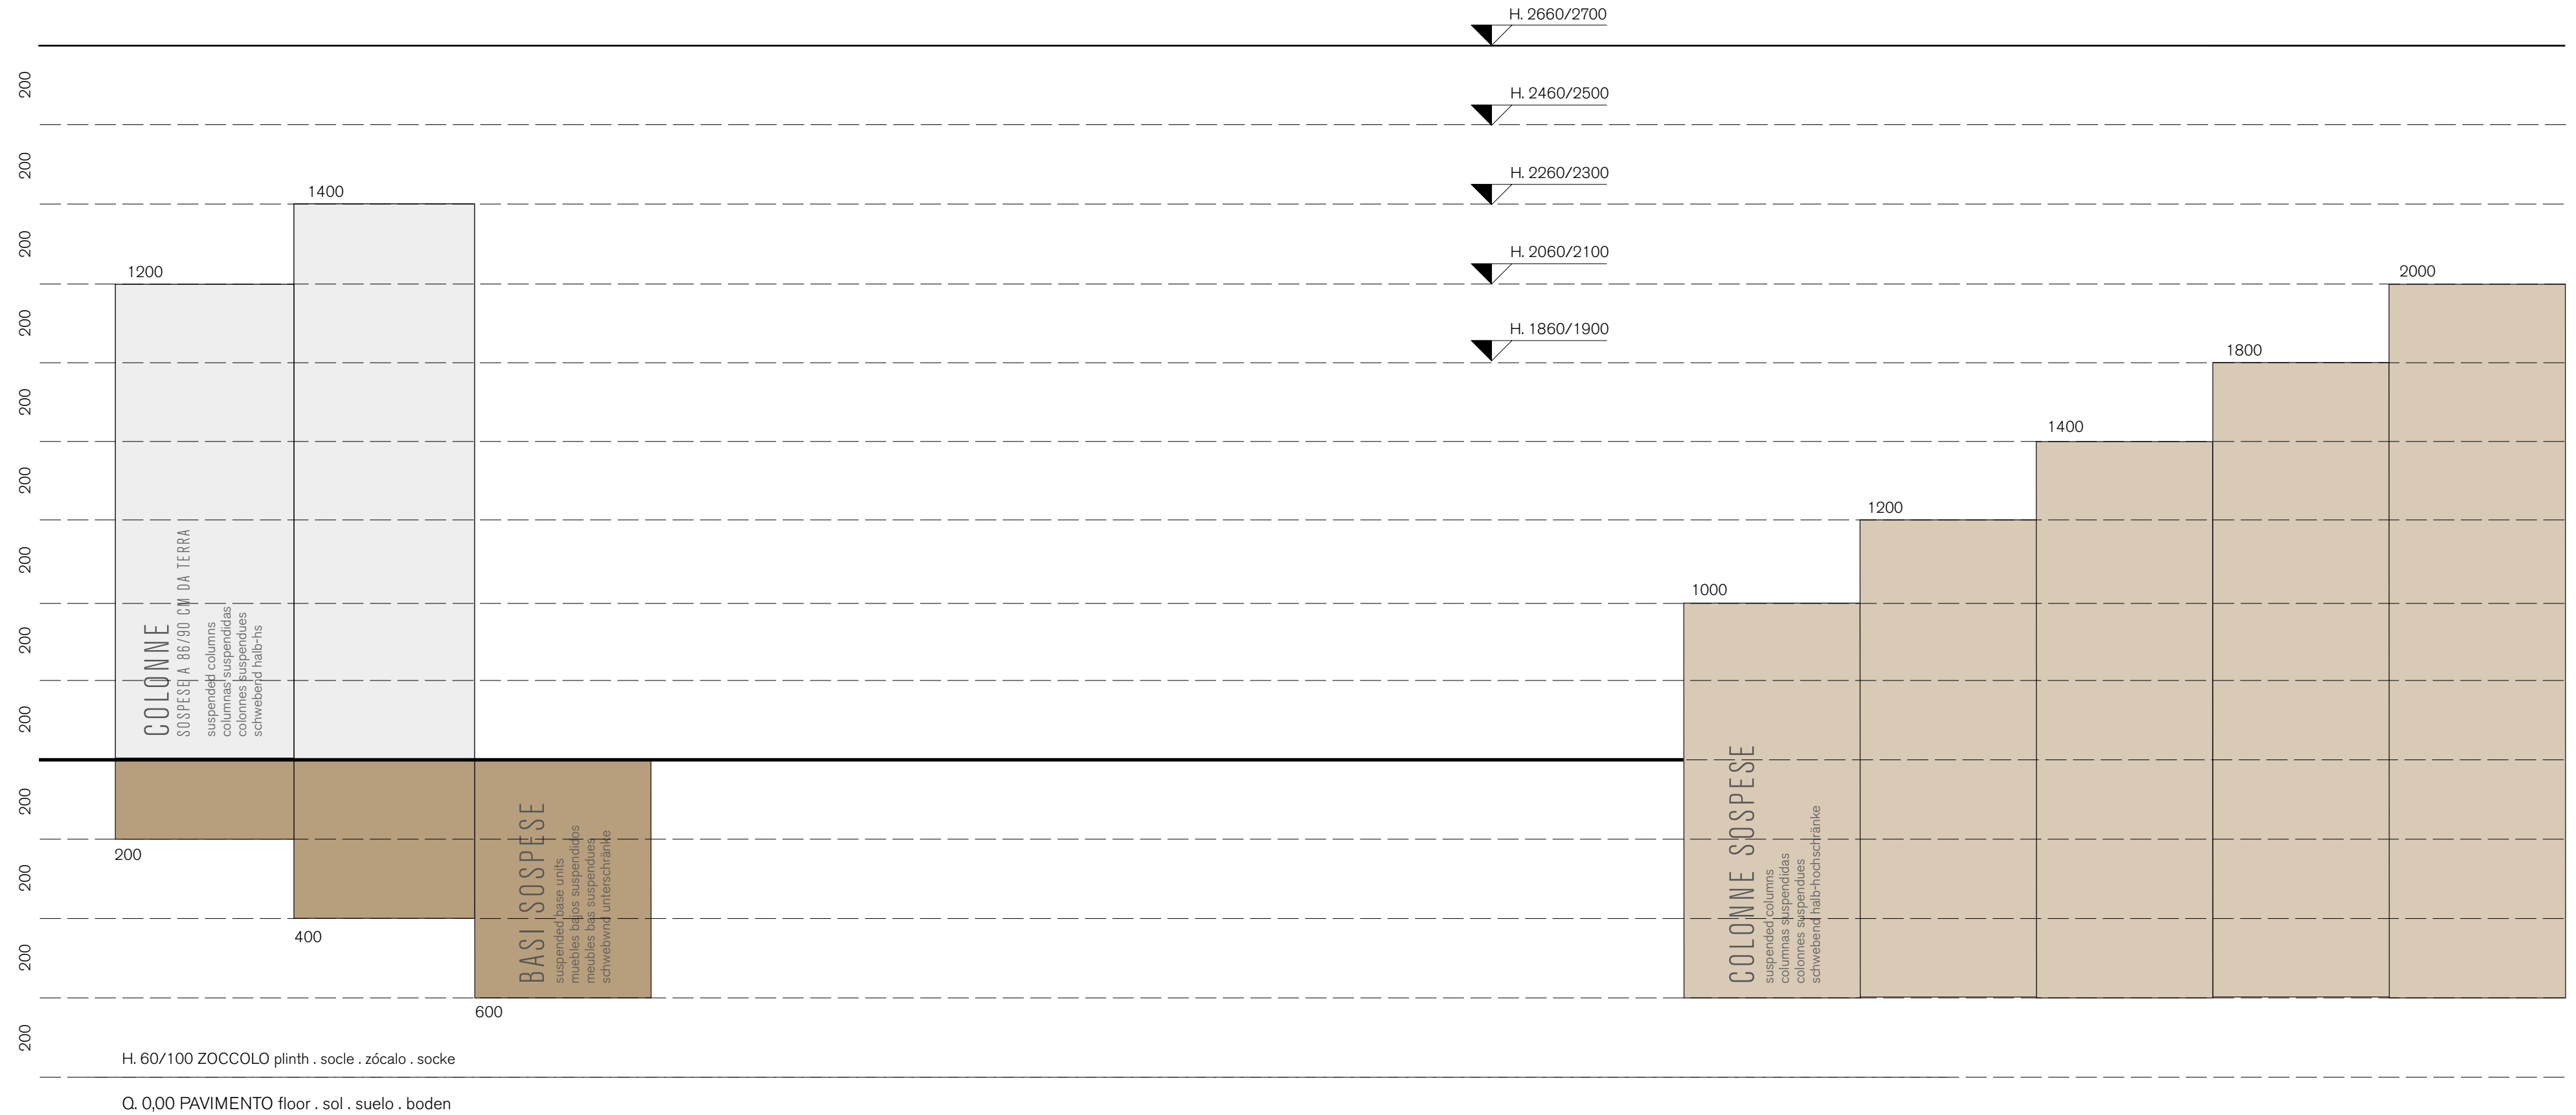 H. 2660/2700
200
H. 2460/2500
200
H. 2260/2300
1400
200
H. 2060/2100
1200
2000
200
H. 1860/1900
1800
200
1400
200
1200
200
1000
200
200
COLONNE
SOSPESE A 86/90 CM DA TERRA
suspended columns
columnas suspendidas
colonnes suspendues
schwebend halb-hs
200
200
200
400
600
BASI SOSPESE
suspended base units
muebles bajos suspendidos
meubles bas suspendues
schwebwnd unterschränke
COLONNE SOSPESE
suspended columns
columnas suspendidas
colonnes suspendues
schwebend halb-hochschränke
200
200
H. 60/100 ZOCCOLO plinth . socle . zócalo . socke
Q. 0,00 PAVIMENTO floor . sol . suelo . boden